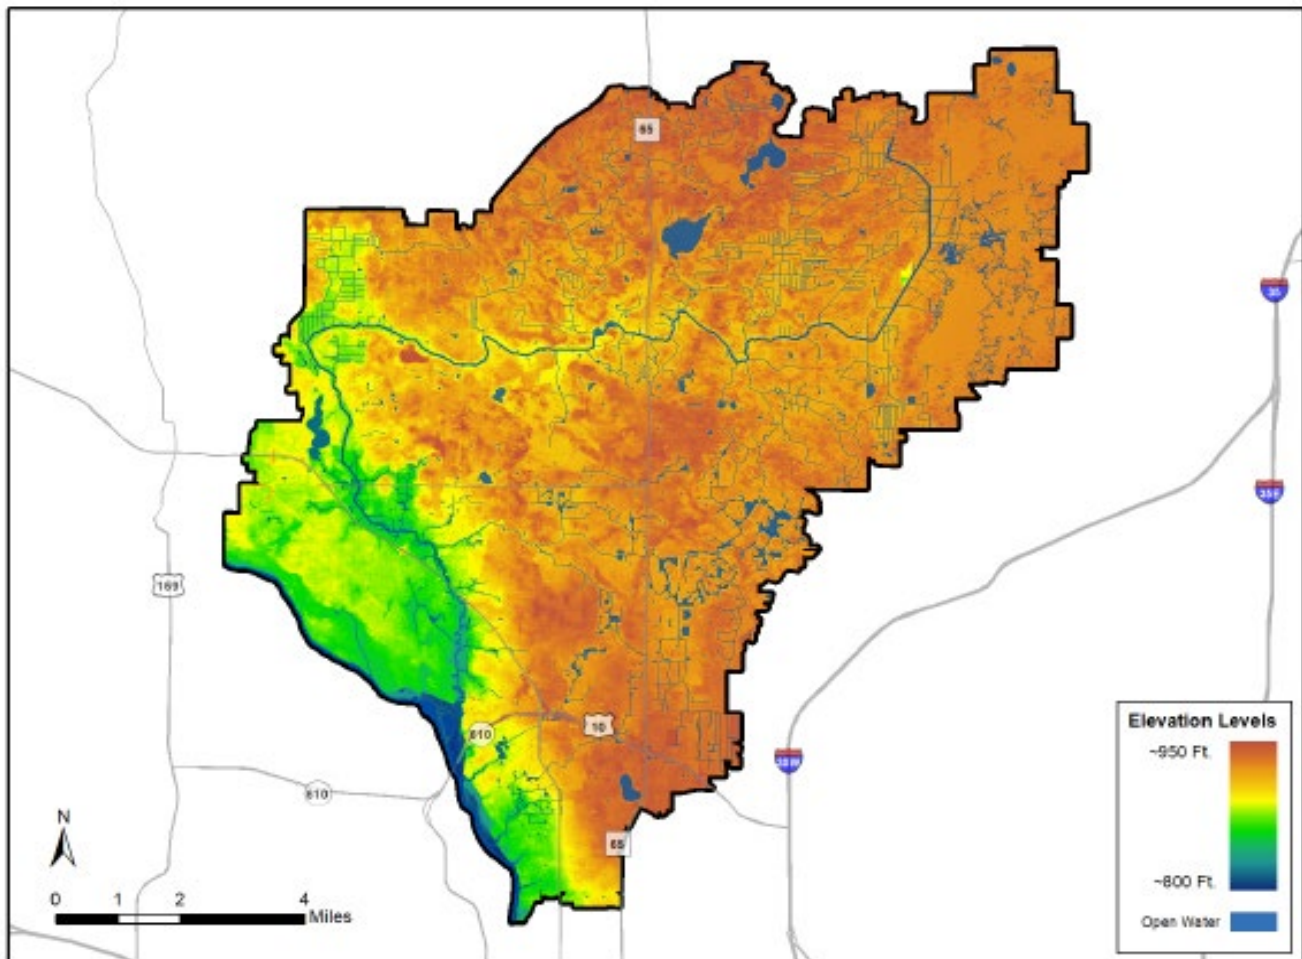 65
35
35E
169
Elevation Levels
~950 Ft.
10
610
35W
610
N
65
~800 Ft.
0 1 2 4
Miles
Open Water